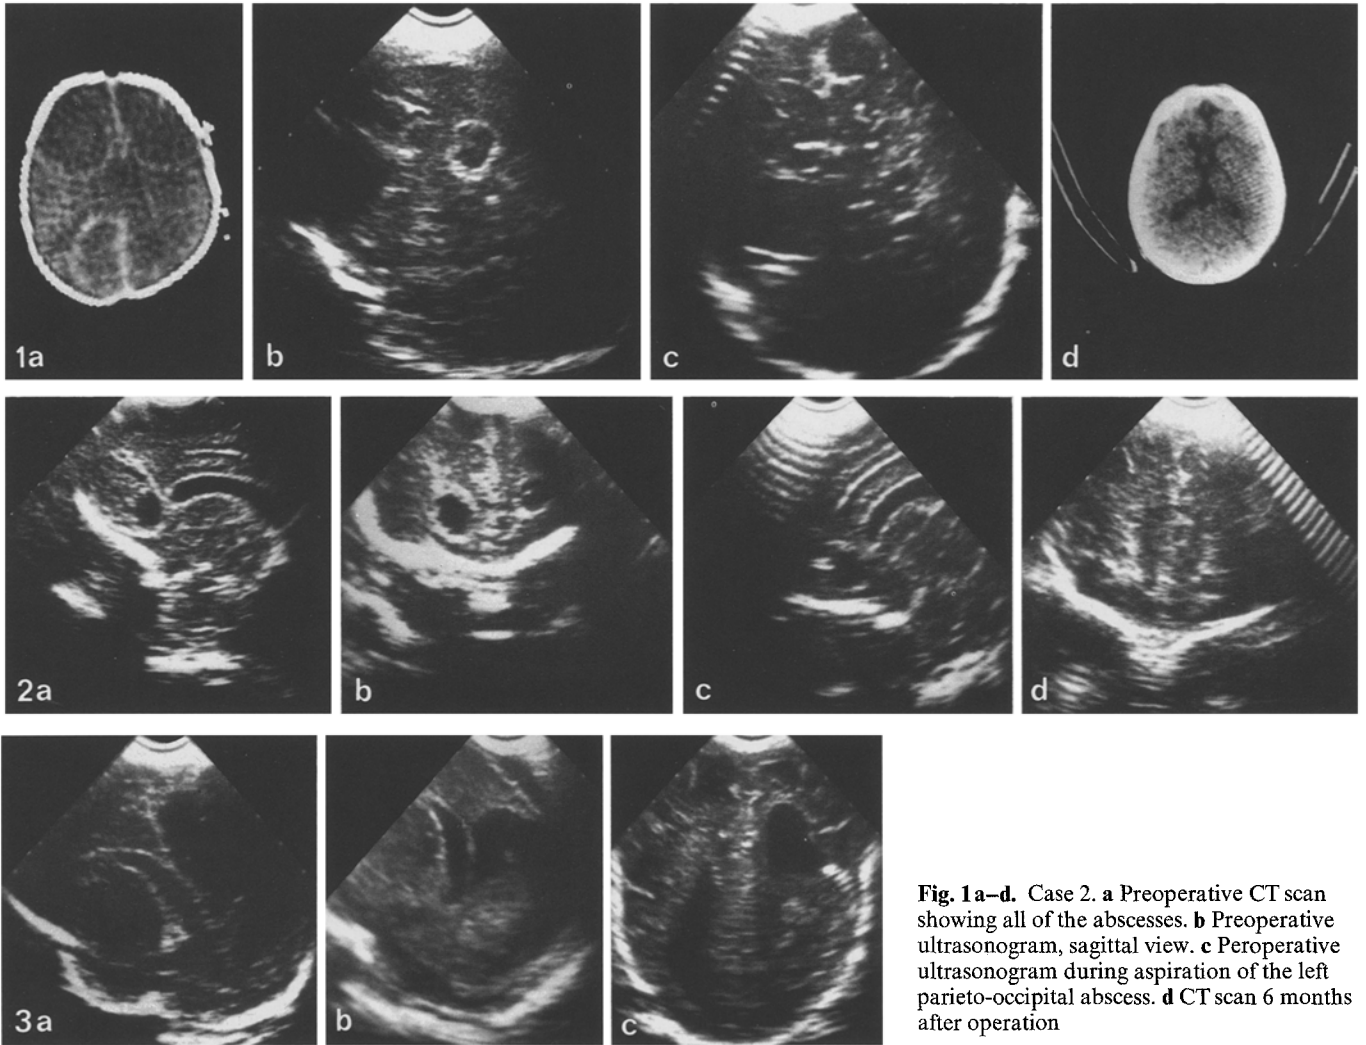 1a
b
c
d
2a
b
c
d
3a
b
c
Fig. 1a–d. Case 2. a Preoperative CT scan
showing all of the abscesses. b Preoperative
ultrasonogram, sagittal view. c Peroperative
ultrasonogram during aspiration of the left
parieto-occipital abscess. d CT scan 6 months
after operation